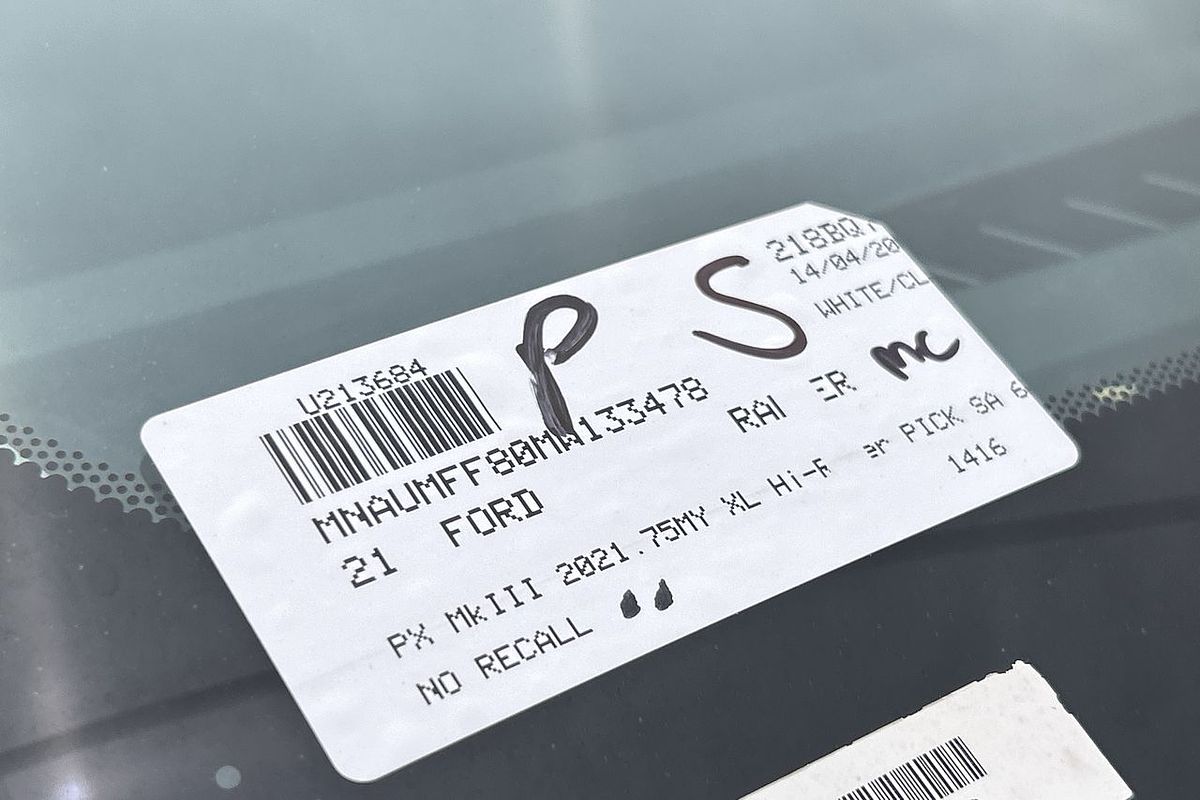 U213684
P S
218BQ
14/04/20
WHITE/CL
MNAUMFF80MW133478
21 FORD RAI ER MC
PX MkIII 2021.75MY XL Hi-R er PICK SA 6
1416
NO RECALL